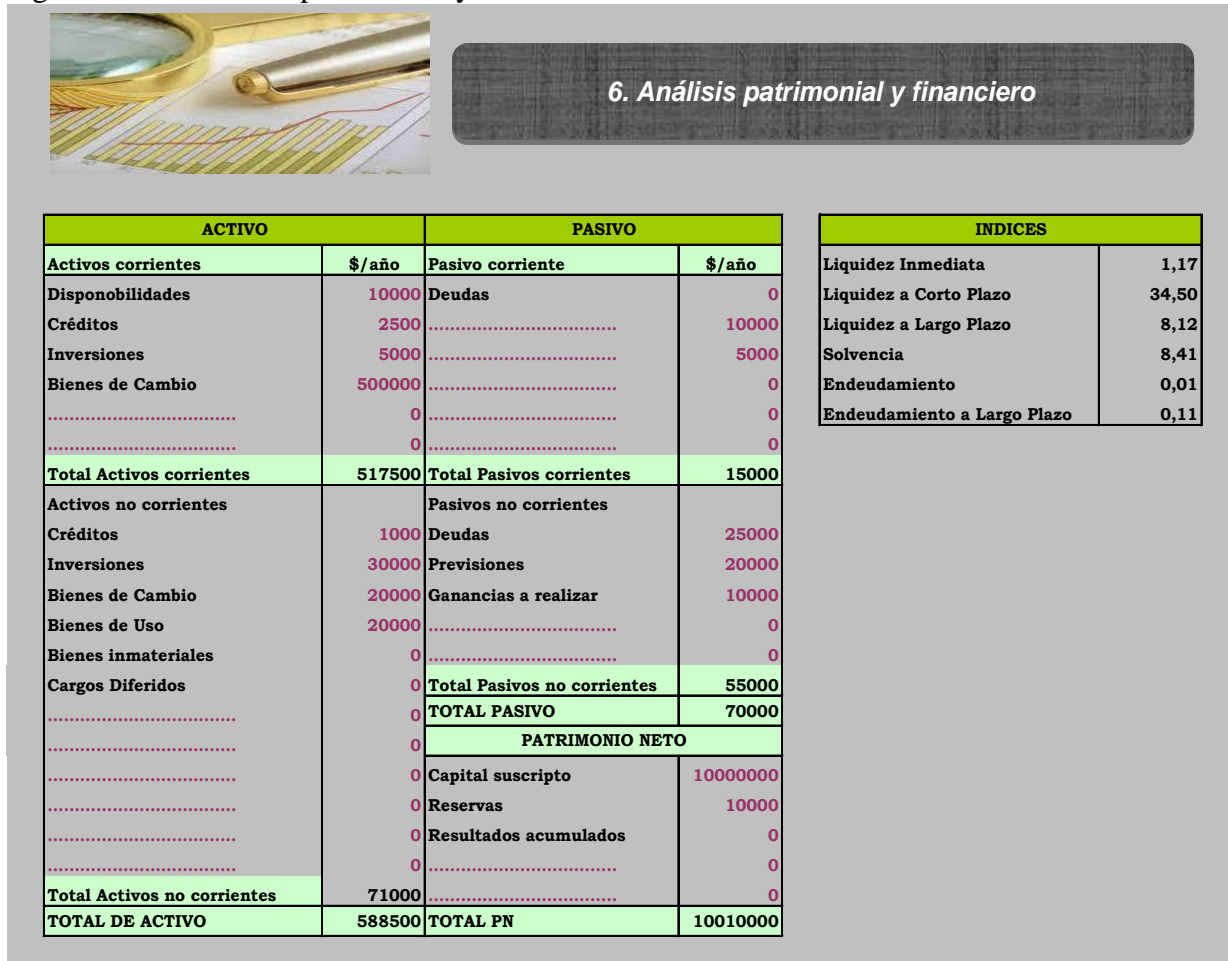 6. Análisis patrimonial y financiero
ACTIVO PASIVO
Activos corrientes $/año Pasivo corriente $/año
Disponobilidades 10000 Deudas 0
Créditos 2500 ................................... 10000
Inversiones 5000 ................................... 5000
Bienes de Cambio 500000 ................................... 0
................................... 0 ................................... 0
................................... 0 ................................... 0
Total Activos corrientes 517500 Total Pasivos corrientes 15000
Activos no corrientes Pasivos no corrientes
Créditos 1000 Deudas 25000
Inversiones 30000 Previsiones 20000
Bienes de Cambio 20000 Ganancias a realizar 10000
Bienes de Uso 20000 ................................... 0
Bienes inmateriales 0 ................................... 0
Cargos Diferidos 0 Total Pasivos no corrientes 55000
................................... 0 TOTAL PASIVO 70000
................................... 0 PATRIMONIO NETO
................................... 0 Capital suscripto 10000000
................................... 0 Reservas 10000
................................... 0 Resultados acumulados 0
................................... 0 ................................... 0
Total Activos no corrientes 71000 ................................... 0
TOTAL DE ACTIVO 588500 TOTAL PN 10010000
INDICES
Liquidez Inmediata 1,17
Liquidez a Corto Plazo 34,50
Liquidez a Largo Plazo 8,12
Solvencia 8,41
Endeudamiento 0,01
Endeudamiento a Largo Plazo 0,11